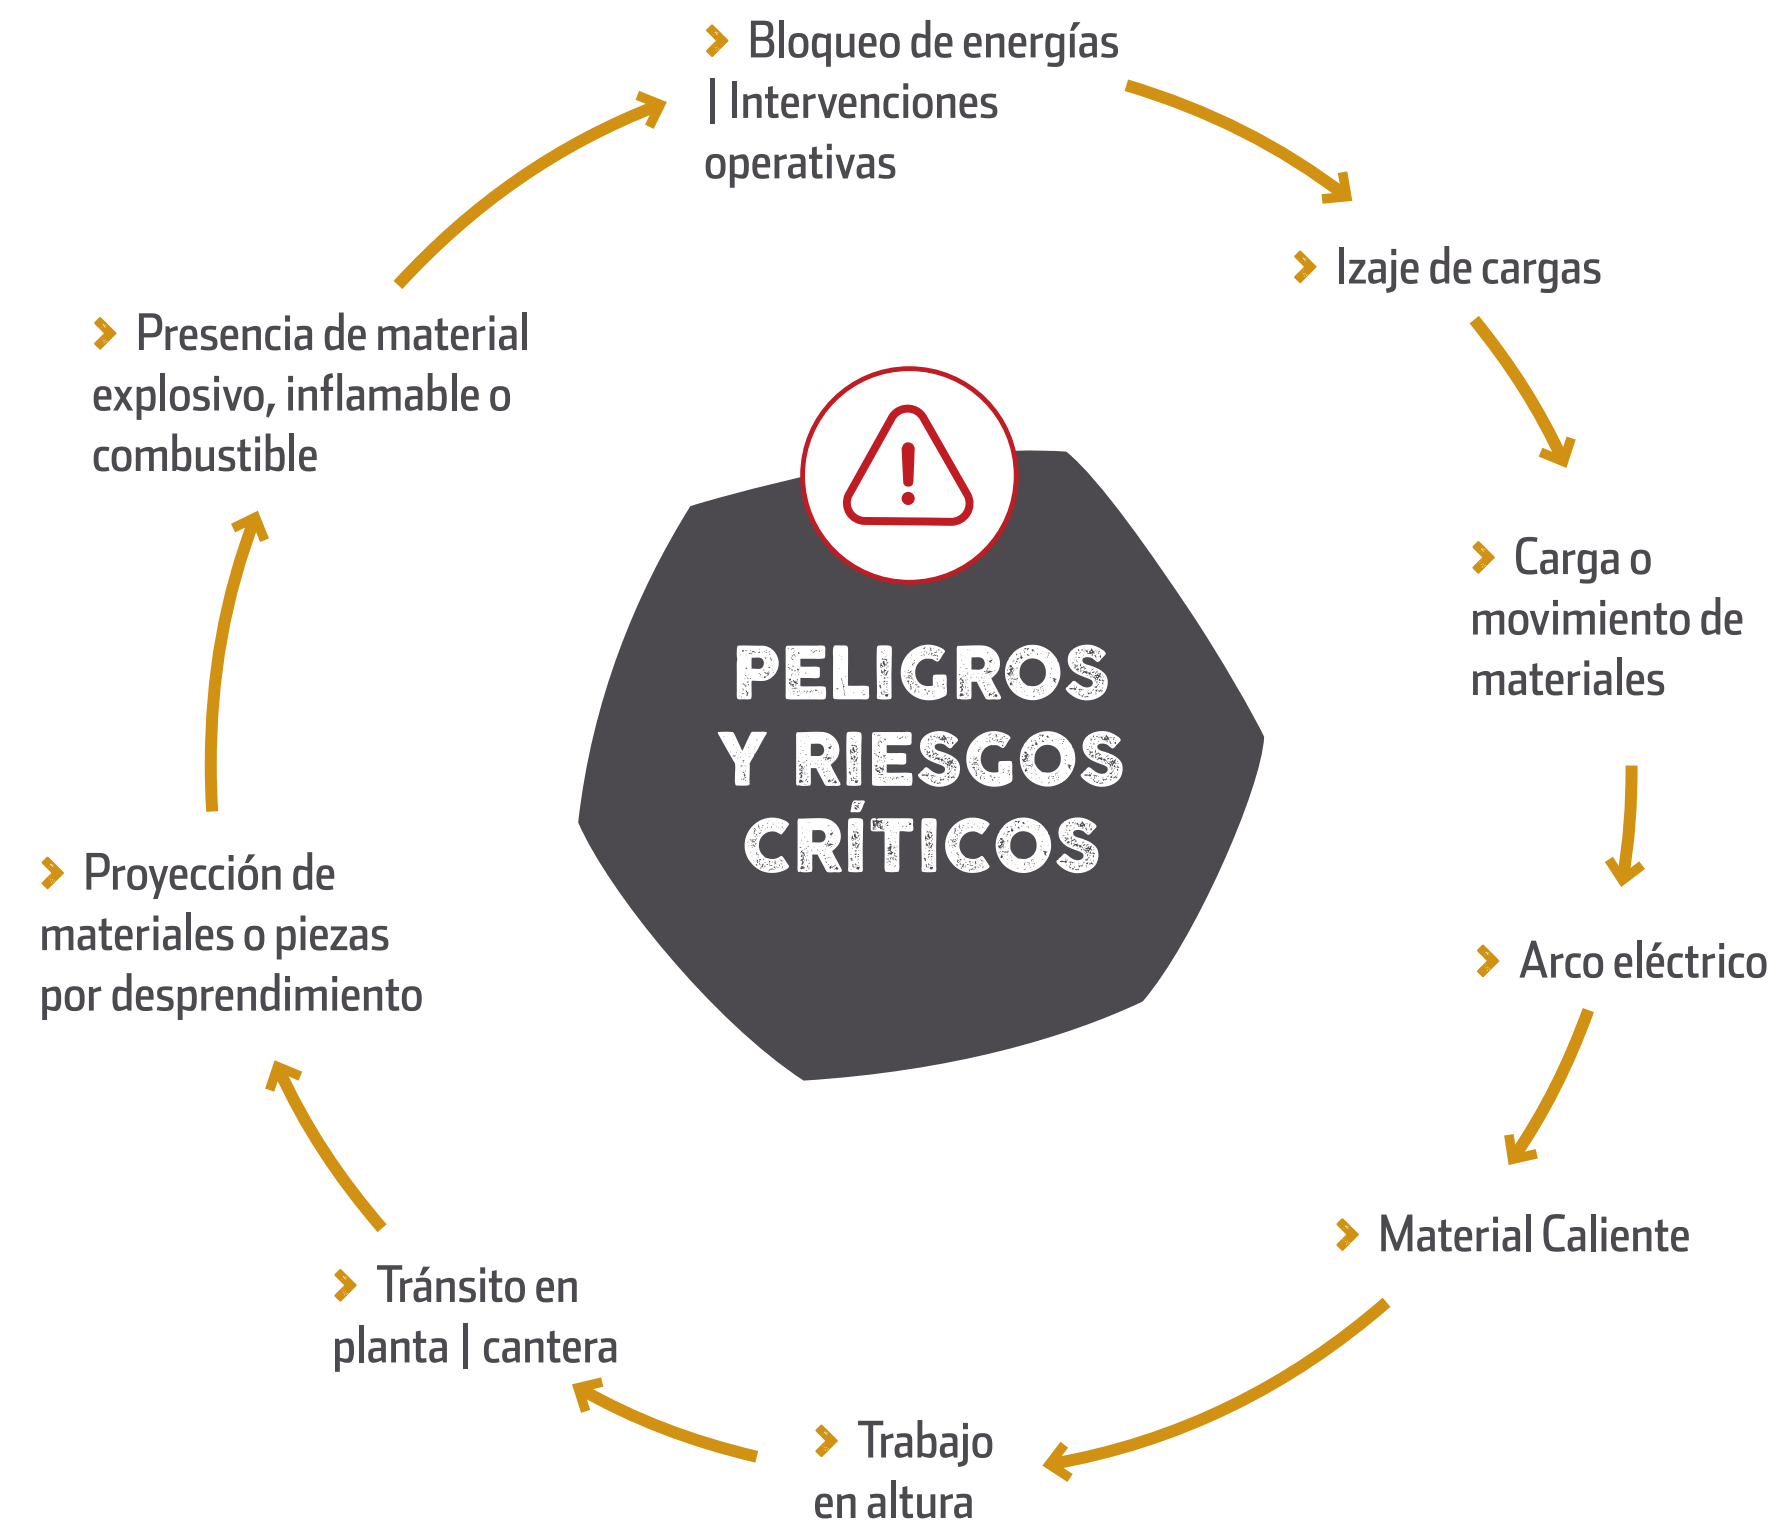 Bloqueo de energías
| Intervenciones
operativas
Izaje de cargas
Carga o
movimiento de
materiales
Arco eléctrico
Material Caliente
Trabajo
en altura
Tránsito en
planta | cantera
Proyección de
materiales o piezas
por desprendimiento
Presencia de material
explosivo, inflamable o
combustible
PELIGROS
Y RIESGOS
CRÍTICOS